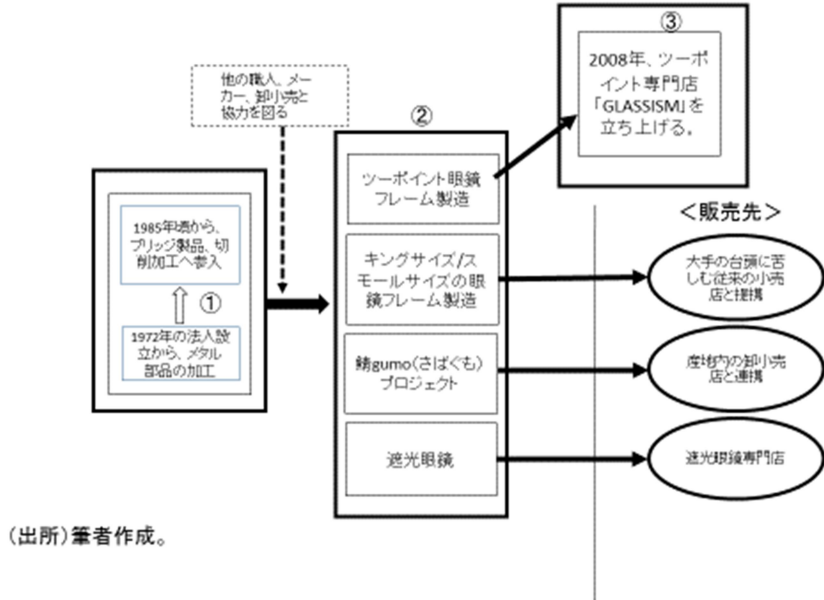 ③
2008年、ツーポ
イント専門店
「GLASSISM」を
立ち上げる。
他の職人、メー
カー、卸小売と
協力を図る
②
ツーポイント眼鏡
フレーム製造
キングサイズ/ス
モールサイズの眼
鏡フレーム製造
鯖gumo(さばぐも)
プロジェクト
遮光眼鏡
1985年頃から、
ブリッジ製品、切
削加工へ参入
①
1972年の法人設
立から、メタル
部品の加工
＜販売先＞
大手の台頭に苦
しむ従来の小売
店と提携
産地内の卸小売
店と連携
遮光眼鏡専門店
(出所)筆者作成。